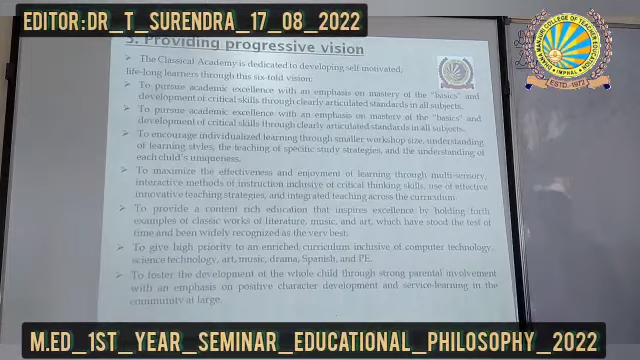 EDITOR:DR_T_SURENDRA_17_08_2022
5. Providing progressive vision
The Classical Academy is dedicated to developing self motivated,
life-long learners through this six-fold vision:
To pursue academic excellence with an emphasis on mastery of the "basics" and
development of critical skills through clearly articulated standards in all subjects.
To pursue academic excellence with an emphasis on mastery of the "basics" and
development of critical skills through clearly articulated standards in all subjects.
To encourage individualized learning through smaller workshop size, understanding
of learning styles, the teaching of specific study strategies, and the understanding of
each child's uniqueness.
To maximize the effectiveness and enjoyment of learning through multi-sensory,
interactive methods of instruction inclusive of critical thinking skills, use of effective
innovative teaching strategies, and integrated teaching across the curriculum.
To provide a content rich education that inspires excellence by holding forth
examples of classic works of literature, music, and art, which have stood the test of
time and been widely recognized as the very best.
To give high priority to an enriched curriculum inclusive of computer technology,
science technology, art, music, drama, Spanish, and PE.
To foster the development of the whole child through strong parental involvement
with an emphasis on positive character development and service-learning in the
community at large.
DHANAMANJURI COLLEGE OF TEACHER EDUCATION
IMPHAL
ESTD.-1972
M.ED_1ST_YEAR_SEMINAR_EDUCATIONAL_PHILOSOPHY_2022